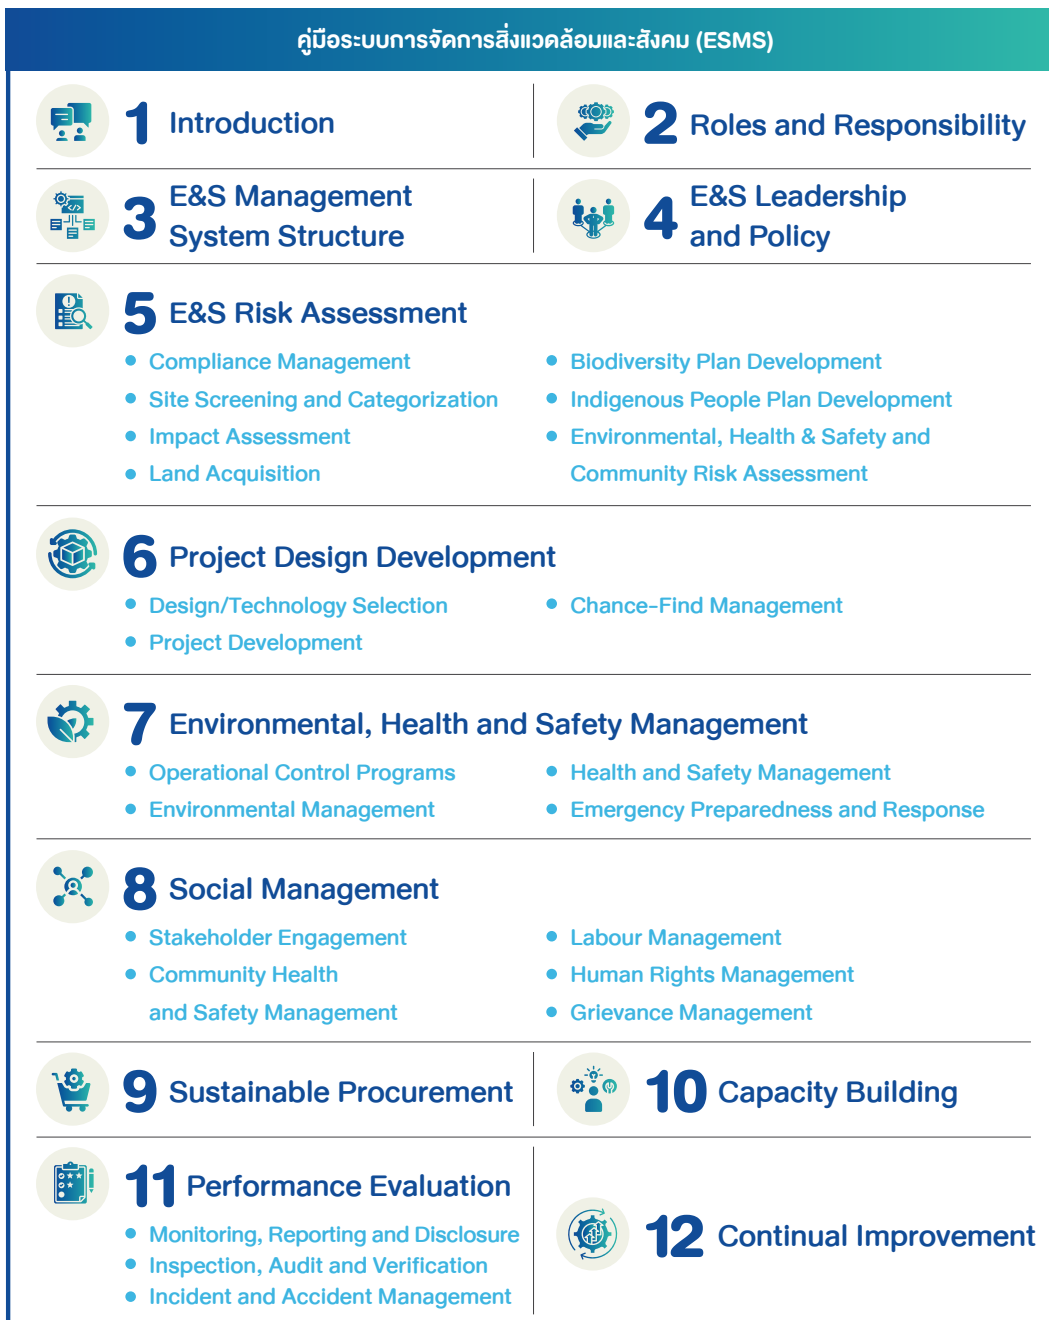 คู่มือระบบการจัดการสิ่งแวดล้อมและสังคม (ESMS)
1 Introduction
2 Roles and Responsibility
3 E&S Management
System Structure
4 E&S Leadership
and Policy
5 E&S Risk Assessment
• Compliance Management
• Site Screening and Categorization
• Impact Assessment
• Land Acquisition
• Biodiversity Plan Development
• Indigenous People Plan Development
• Environmental, Health & Safety and
Community Risk Assessment
6 Project Design Development
• Design/Technology Selection
• Project Development
• Chance-Find Management
7 Environmental, Health and Safety Management
• Operational Control Programs
• Environmental Management
• Health and Safety Management
• Emergency Preparedness and Response
8 Social Management
• Stakeholder Engagement
• Community Health
and Safety Management
• Labour Management
• Human Rights Management
• Grievance Management
9 Sustainable Procurement
10 Capacity Building
11 Performance Evaluation
• Monitoring, Reporting and Disclosure
• Inspection, Audit and Verification
• Incident and Accident Management
12 Continual Improvement